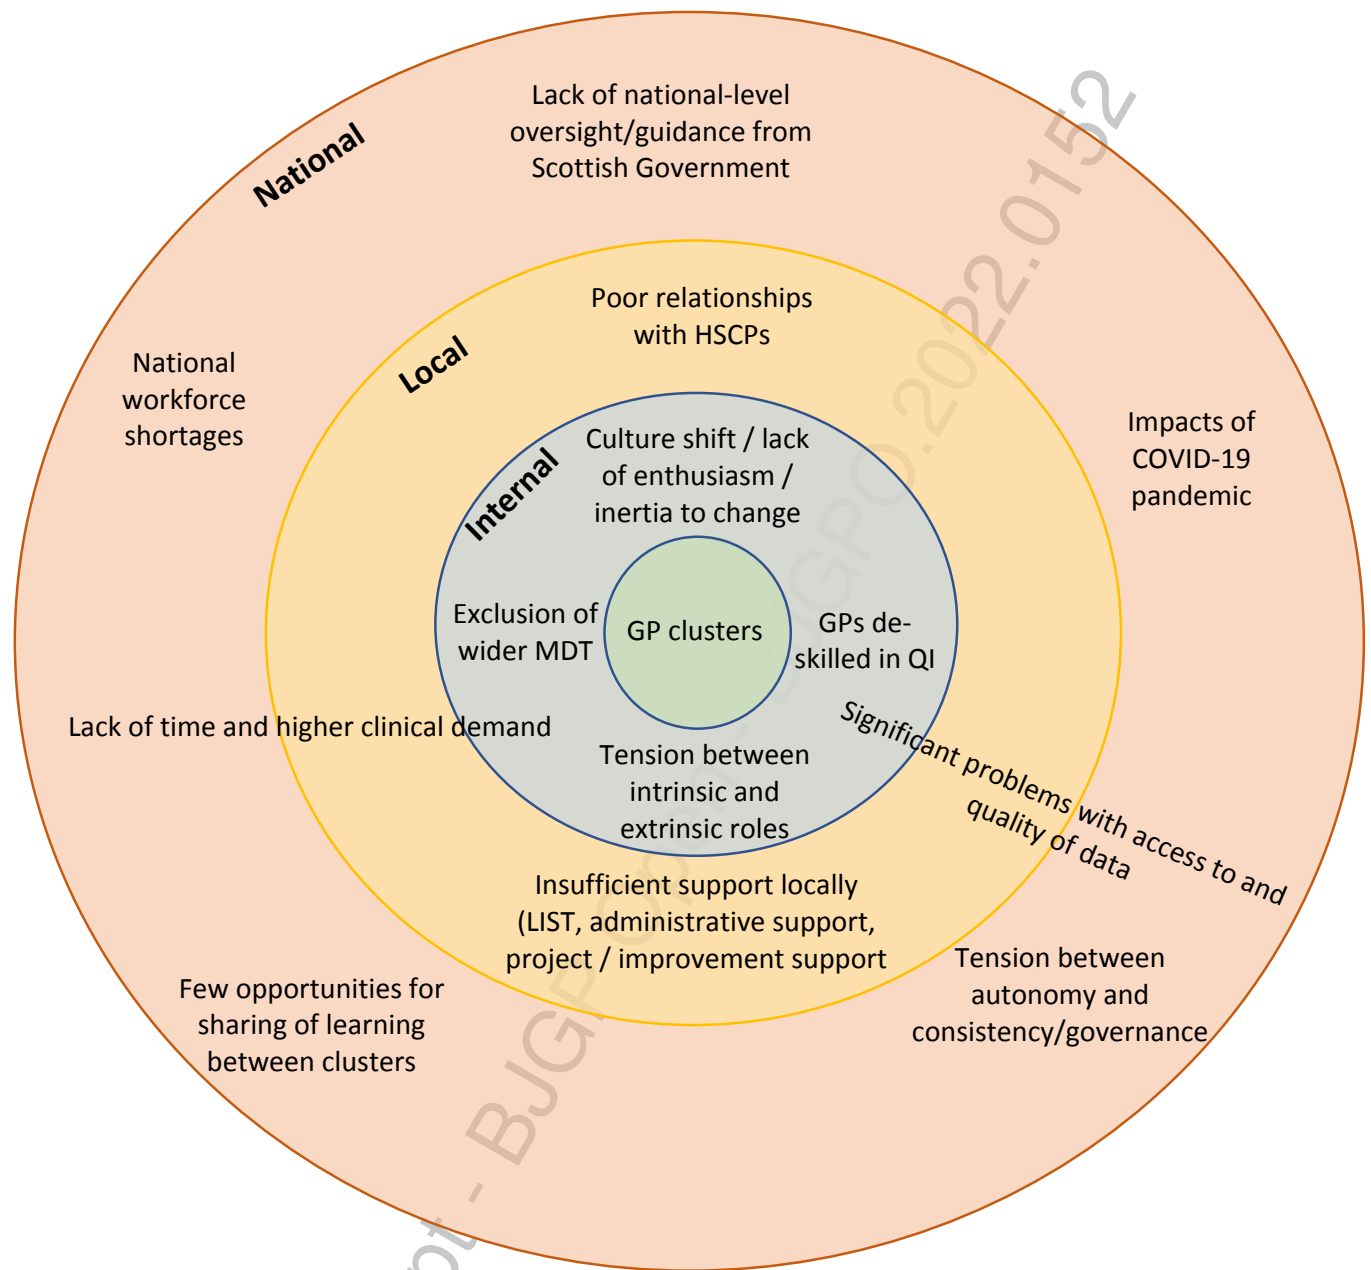 Lack of national-level
oversight/guidance from
Scottish Government
National
Poor relationships
with HSCPs
Local
National
workforce
shortages
Impacts of
COVID-19
pandemic
Culture shift / lack
of enthusiasm /
inertia to change
Internal
Exclusion of
wider MDT
GP clusters
GPs de-
skilled in QI
Lack of time and higher clinical demand
Significant problems with access to and
quality of data
Tension between
intrinsic and
extrinsic roles
Insufficient support locally
(LIST, administrative support,
project / improvement support
Tension between
autonomy and
consistency/governance
Few opportunities for
sharing of learning
between clusters
pt - BJGP Open - BJGPO.2022.0152